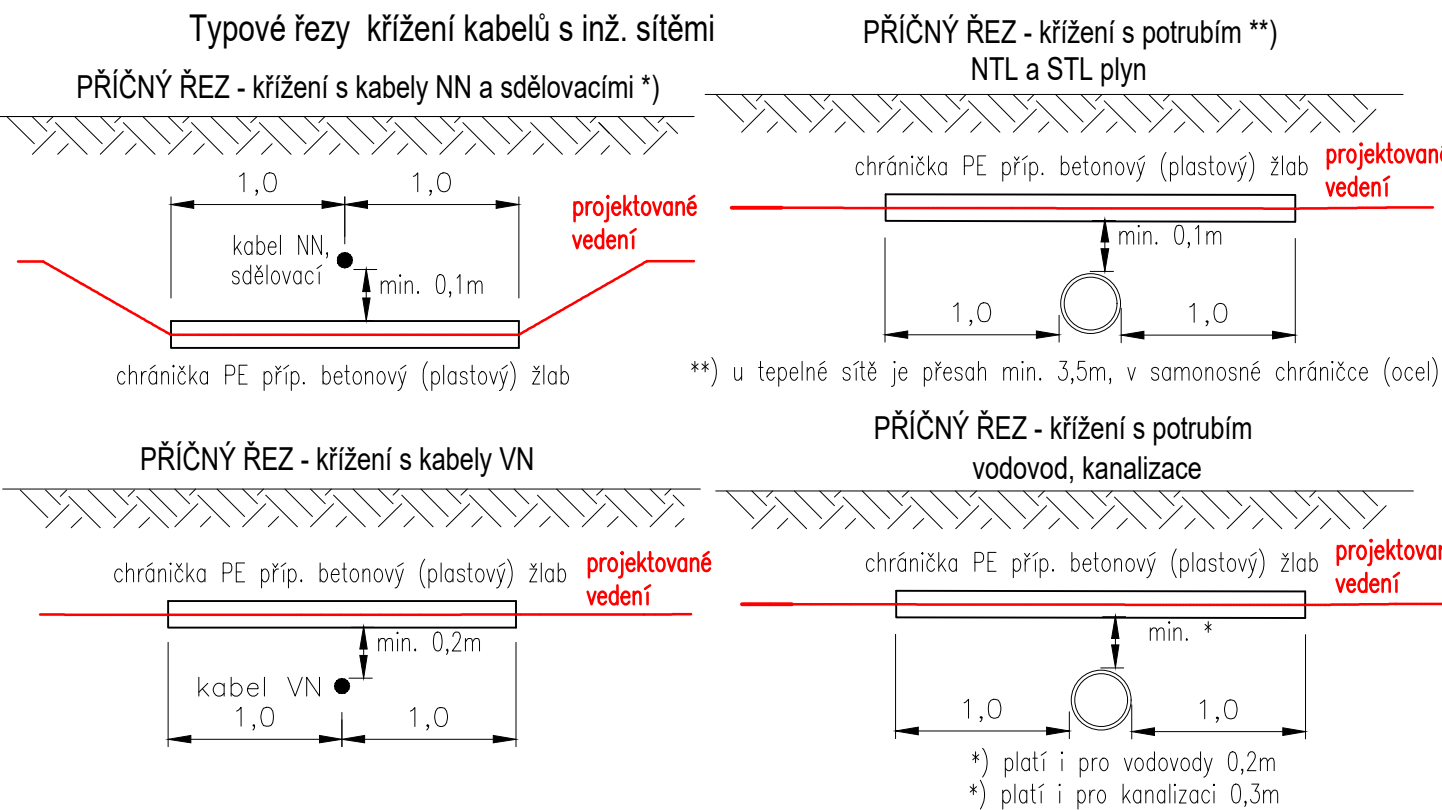 Typové řezy křížení kabelů s inž. sítěmi
PŘÍČNÝ ŘEZ - křížení s kabely NN a sdělovacími *)
1,0
1,0
projektované
vedení
kabel NN,
sdělovací
min. 0,1m
chránička PE příp. betonový (plastový) žlab
PŘÍČNÝ ŘEZ - křížení s potrubím **)
NTL a STL plyn
chránička PE příp. betonový (plastový) žlab
projektované
vedení
min. 0,1m
1,0
1,0
**) u tepelné sítě je přesah min. 3,5m, v samonosné chráničce (ocel)
PŘÍČNÝ ŘEZ - křížení s kabely VN
chránička PE příp. betonový (plastový) žlab
projektované
vedení
min. 0,2m
kabel VN
1,0
1,0
PŘÍČNÝ ŘEZ - křížení s potrubím
vodovod, kanalizace
chránička PE příp. betonový (plastový) žlab
projektovan
vedení
min. *
1,0
1,0
*) platí i pro vodovody 0,2m
*) platí i pro kanalizaci 0,3m